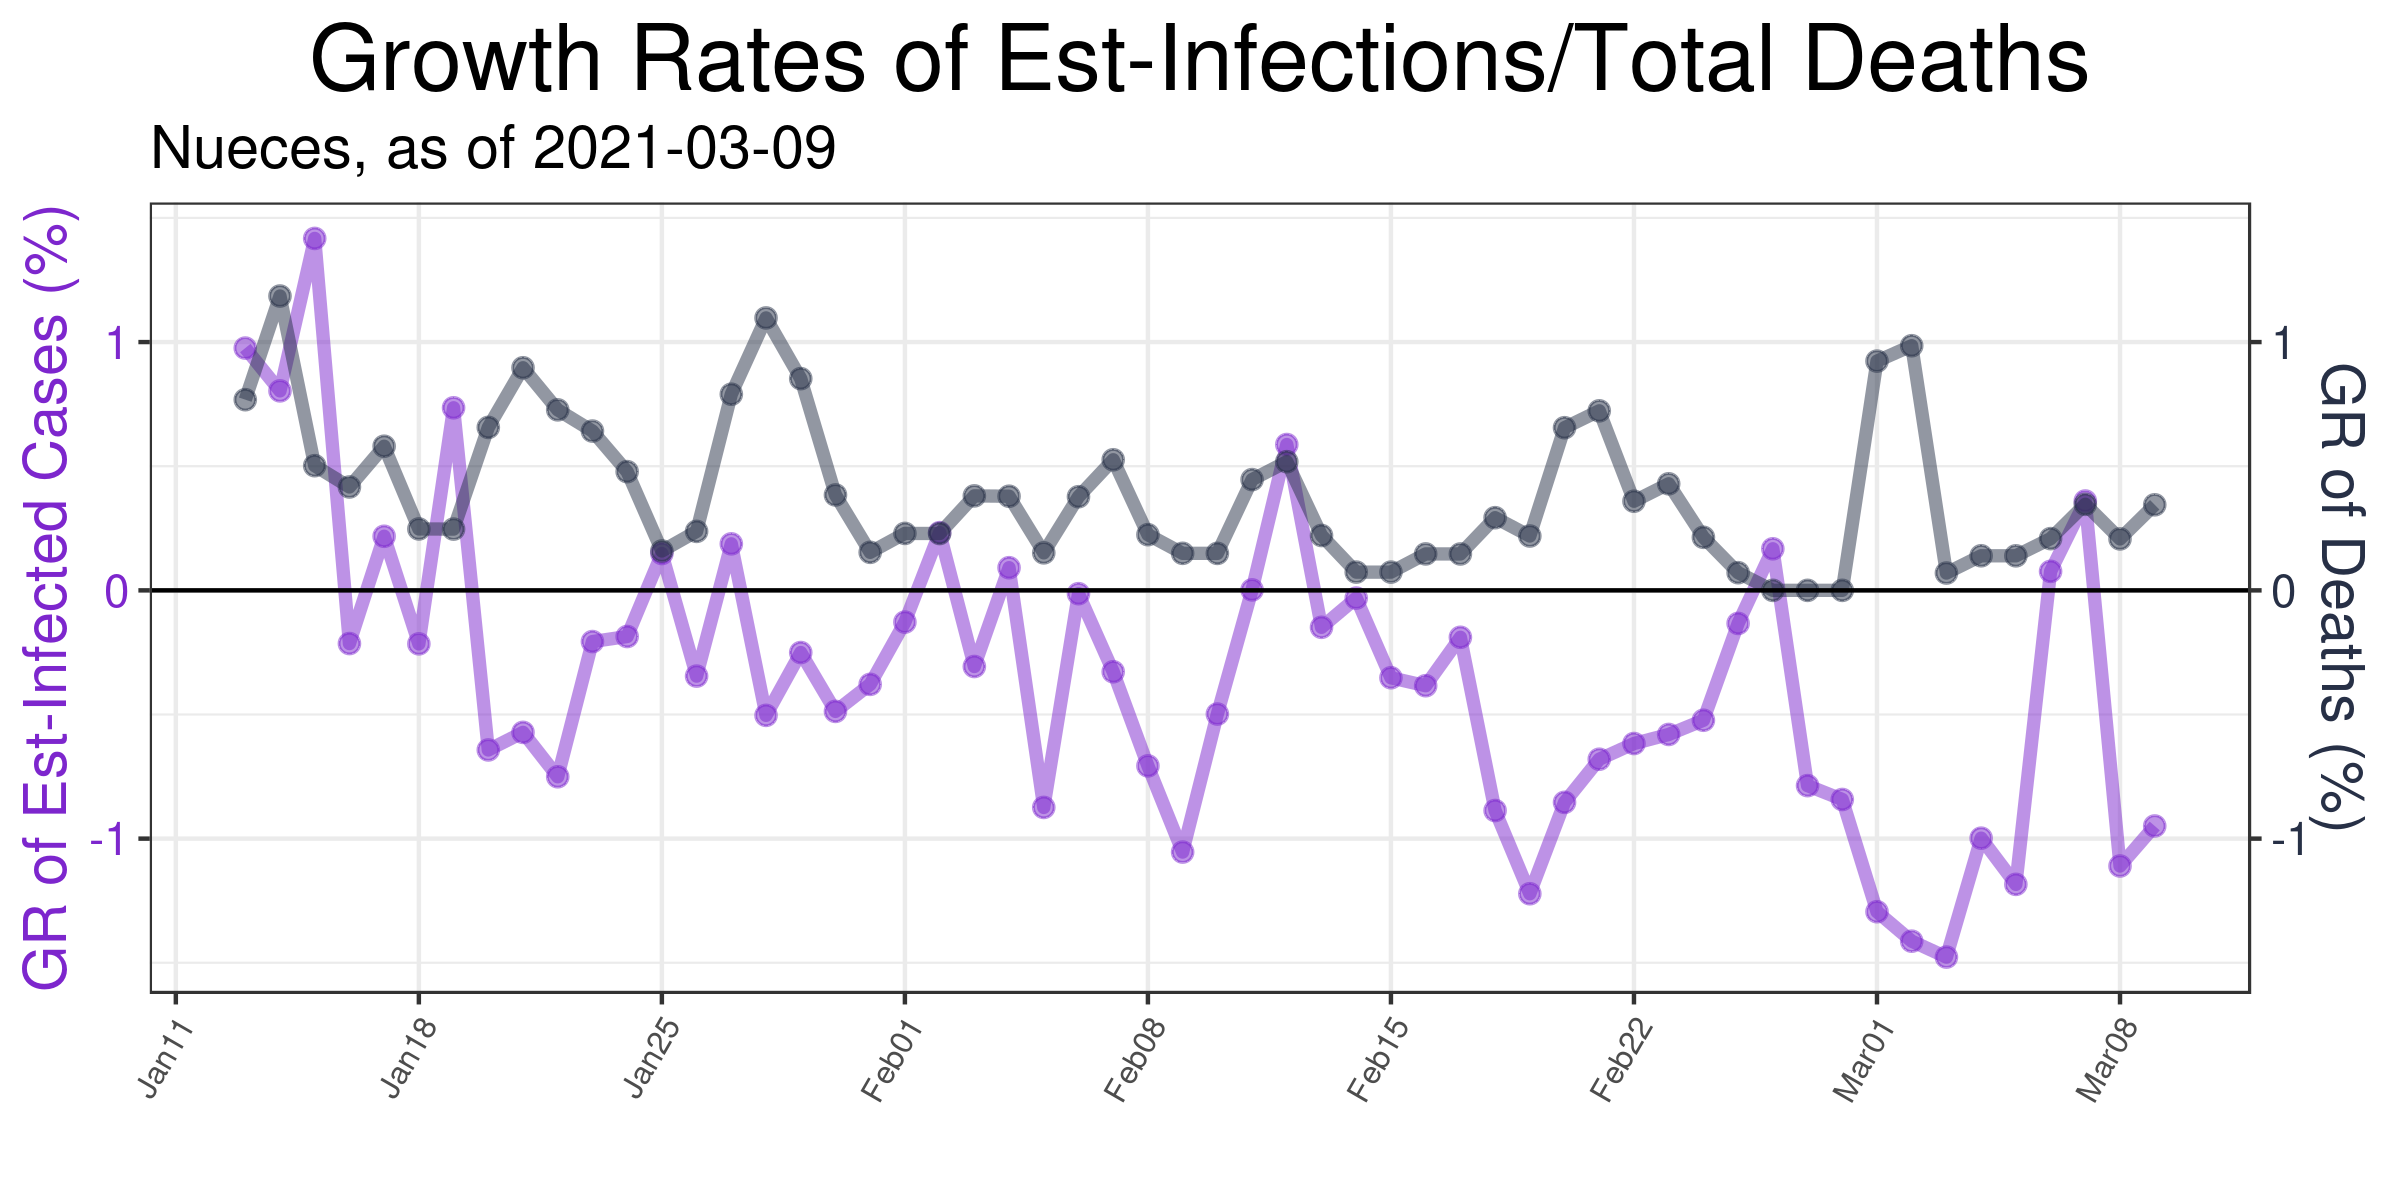 Growth Rates of Est-Infections/Total Deaths
Nueces, as of 2021-03-09
GR of Est-Infected Cases (%)
1
0
-1
1
0
-1
GR of Deaths (%)
Jan11
Jan18
Jan25
Feb01
Feb08
Feb15
Feb22
Mar01
Mar08